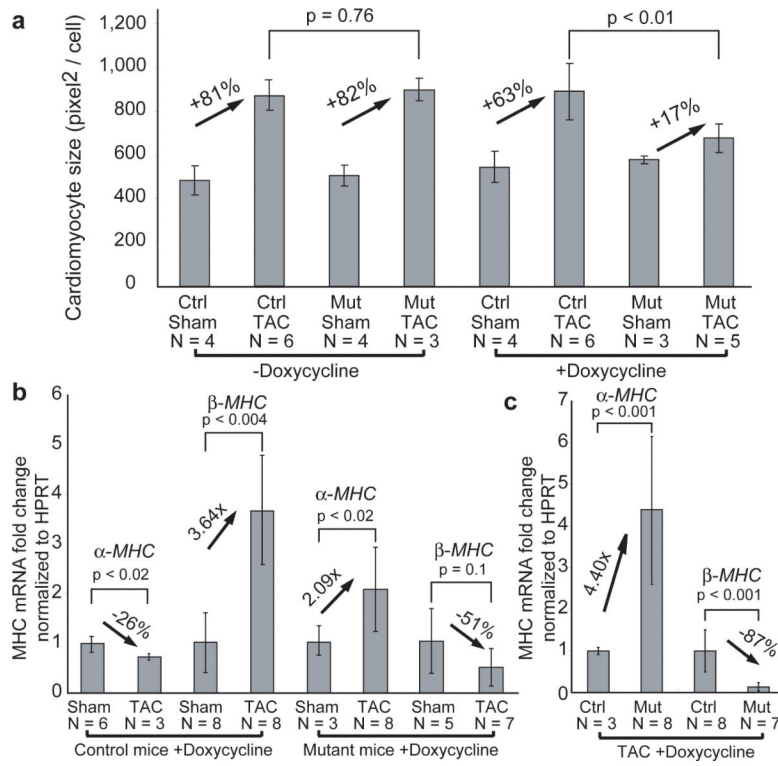 a
Cardiomyocyte size (pixel² / cell)
1,200
1,000
800
600
400
200
0
p = 0.76
p < 0.01
+81%
+82%
+63%
+17%
Ctrl Ctrl Mut Mut Ctrl Ctrl Mut Mut
Sham TAC Sham TAC Sham TAC Sham TAC
N = 4 N = 6 N = 4 N = 3 N = 4 N = 6 N = 3 N = 5
-Doxycycline +Doxycycline
b
MHC mRNA fold change
normalized to HPRT
6
5
4
3
2
1
0
α-MHC
p < 0.02
-26%
β-MHC
p < 0.004
3.64x
α-MHC
p < 0.02
2.09x
β-MHC
p = 0.1
-51%
Sham TAC Sham TAC Sham TAC Sham TAC
N = 6 N = 3 N = 8 N = 8 N = 3 N = 8 N = 5 N = 7
Control mice +Doxycycline Mutant mice +Doxycycline
c
MHC mRNA fold change
normalized to HPRT
7
6
5
4
2
1
0
α-MHC
p < 0.001
4.40x
β-MHC
p < 0.001
-87%
Ctrl Mut Ctrl Mut
N = 3 N = 8 N = 8 N = 7
TAC +Doxycycline